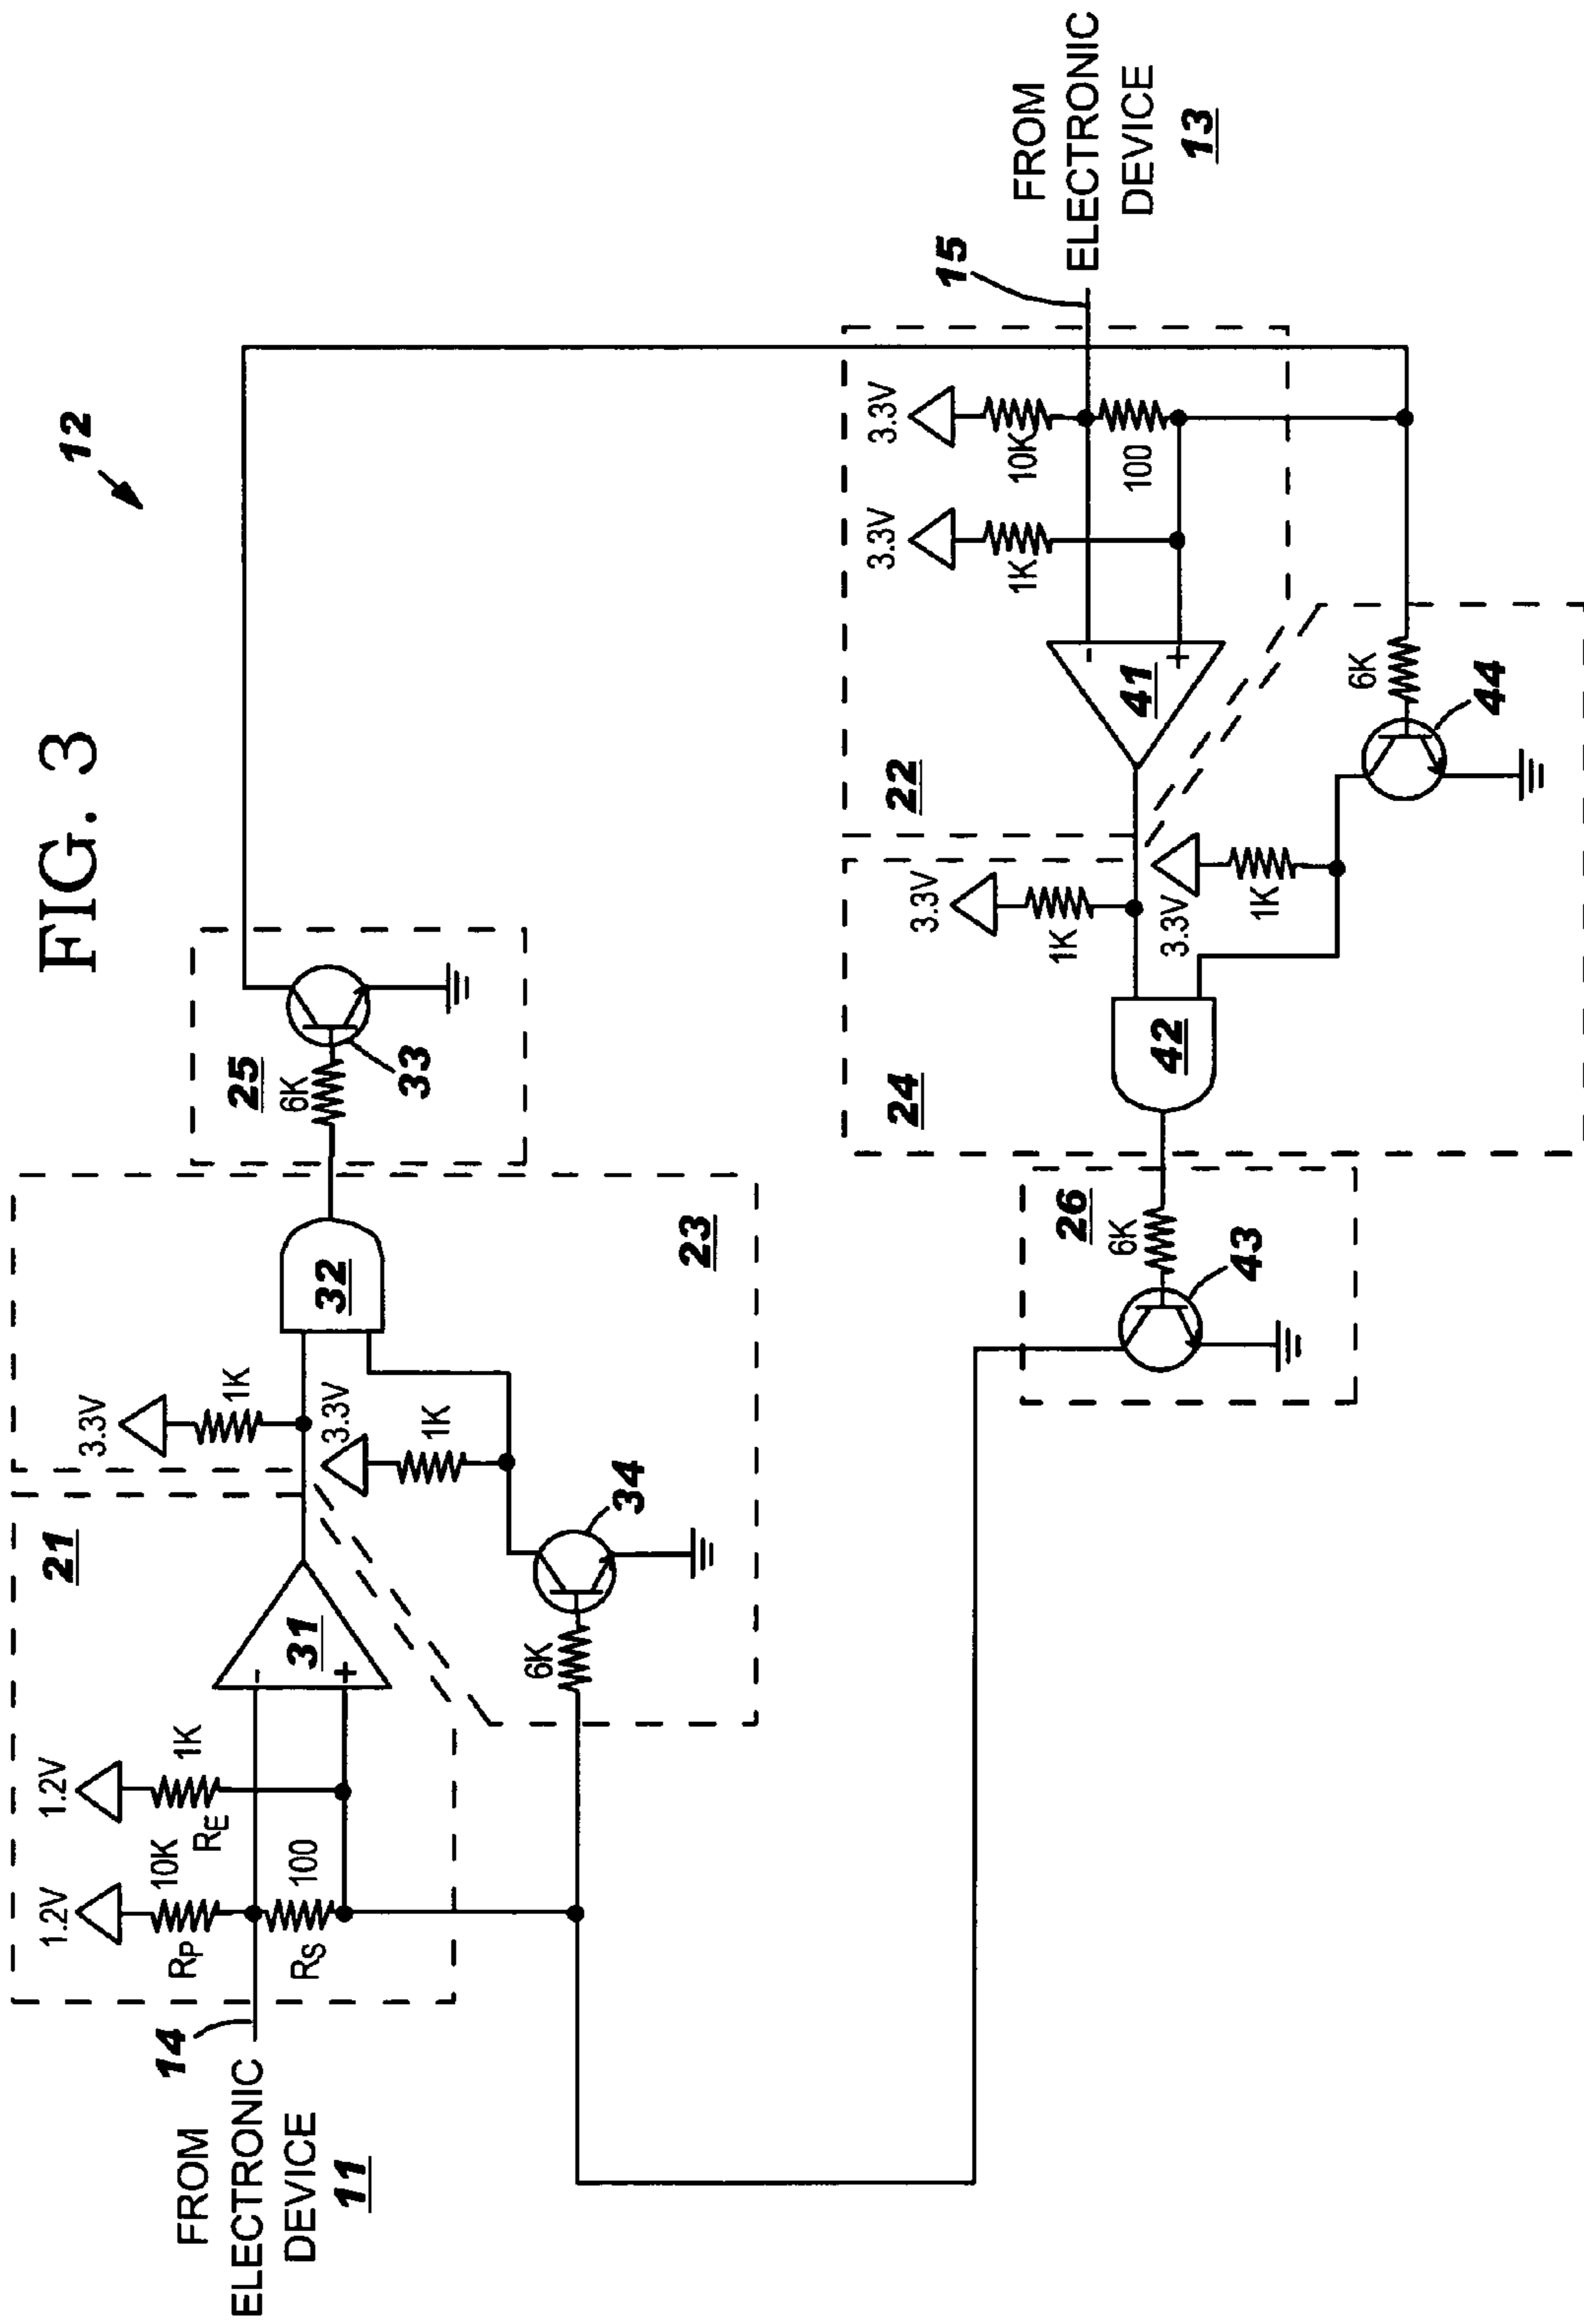 FIG. 3
12
FROM
ELECTRONIC
DEVICE
11
14
21
1.2V
1.2V
RP
10K
RE
1K
RS
100
-
+
31
3.3V
1K
3.3V
1K
6K
34
32
23
25
6K
33
26
6K
43
24
42
3.3V
1K
3.3V
1K
22
41
-
+
3.3V
1K
3.3V
10K
100
6K
44
15
FROM
ELECTRONIC
DEVICE
13